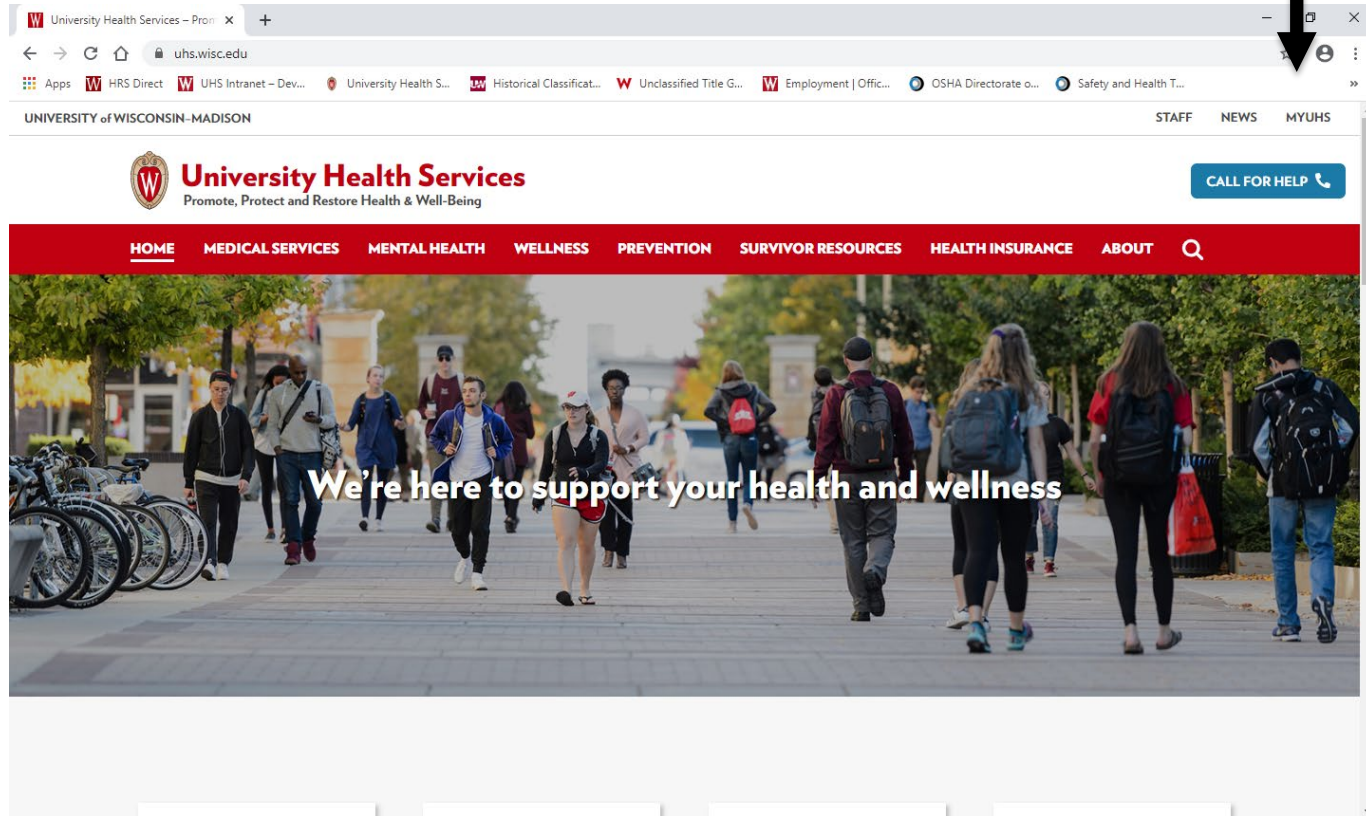 University Health Services – Pron
uhs.wisc.edu
Apps HRS Direct UHS Intranet – Dev... University Health S... Historical Classificat... Unclassified Title G... Employment | Offic... OSHA Directorate o... Safety and Health T...
UNIVERSITY of WISCONSIN–MADISON STAFF NEWS MYUHS
University Health Services
Promote, Protect and Restore Health & Well-Being
CALL FOR HELP
HOME MEDICAL SERVICES MENTAL HEALTH WELLNESS PREVENTION SURVIVOR RESOURCES HEALTH INSURANCE ABOUT
We're here to support your health and wellness